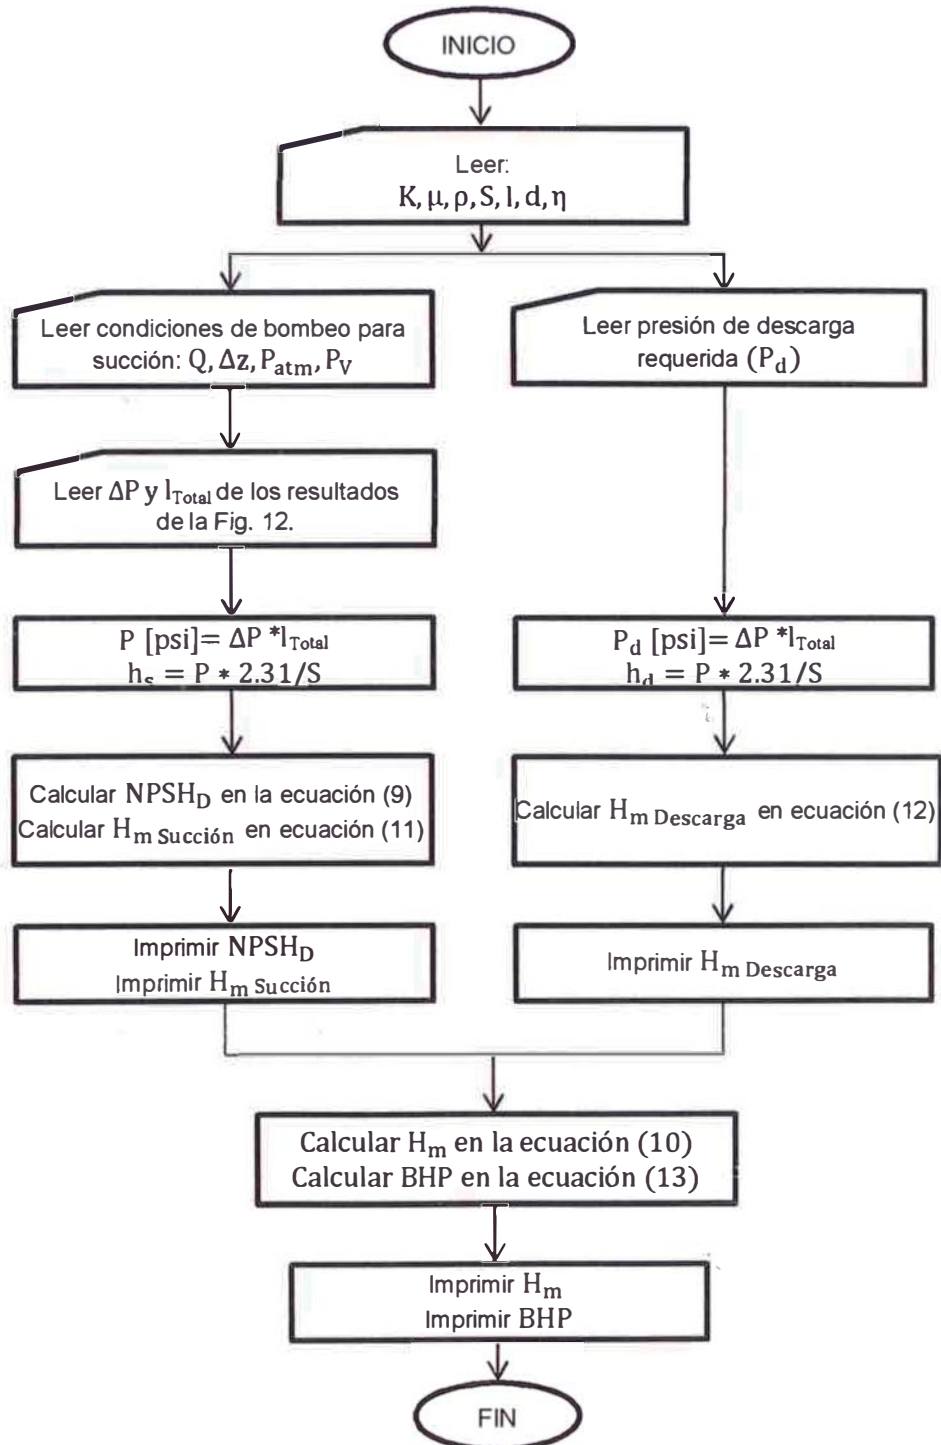 INICIO
Leer:
K, μ, ρ, S, l, d, η
Leer condiciones de bombeo para
succión: Q, Δz, P_atm, P_V
Leer presión de descarga
requerida (P_d)
Leer ΔP y l_Total de los resultados
de la Fig. 12.
P [psi]= ΔP *l_Total
h_s = P * 2.31/S
P_d [psi]= ΔP *l_Total
h_d = P * 2.31/S
Calcular NPSH_D en la ecuación (9)
Calcular H_m Succión en ecuación (11)
Calcular H_m Descarga en ecuación (12)
Imprimir NPSH_D
Imprimir H_m Succión
Imprimir H_m Descarga
Calcular H_m en la ecuación (10)
Calcular BHP en la ecuación (13)
Imprimir H_m
Imprimir BHP
FIN